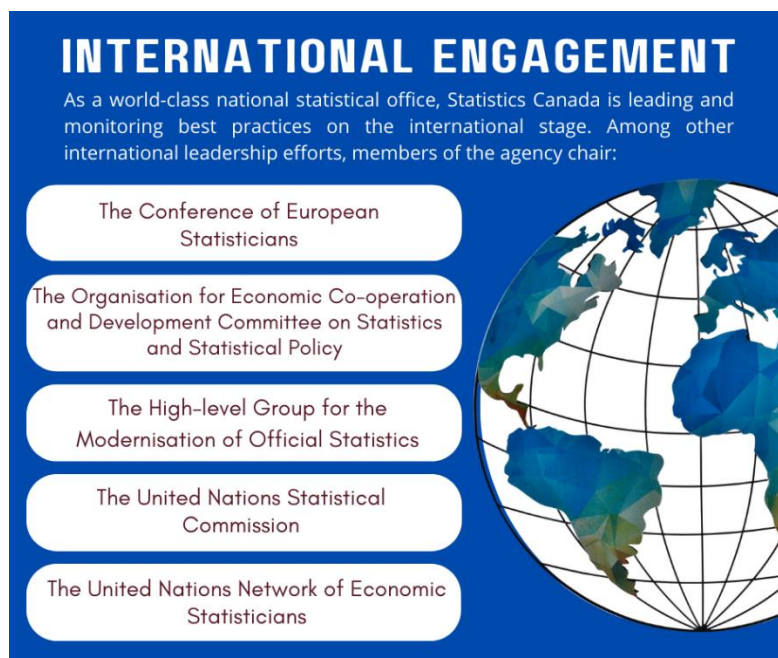 INTERNATIONAL ENGAGEMENT
As a world-class national statistical office, Statistics Canada is leading and
monitoring best practices on the international stage. Among other
international leadership efforts, members of the agency chair:
The Conference of European
Statisticians
The Organisation for Economic Co-operation
and Development Committee on Statistics
and Statistical Policy
The High-level Group for the
Modernisation of Official Statistics
The United Nations Statistical
Commission
The United Nations Network of Economic
Statisticians